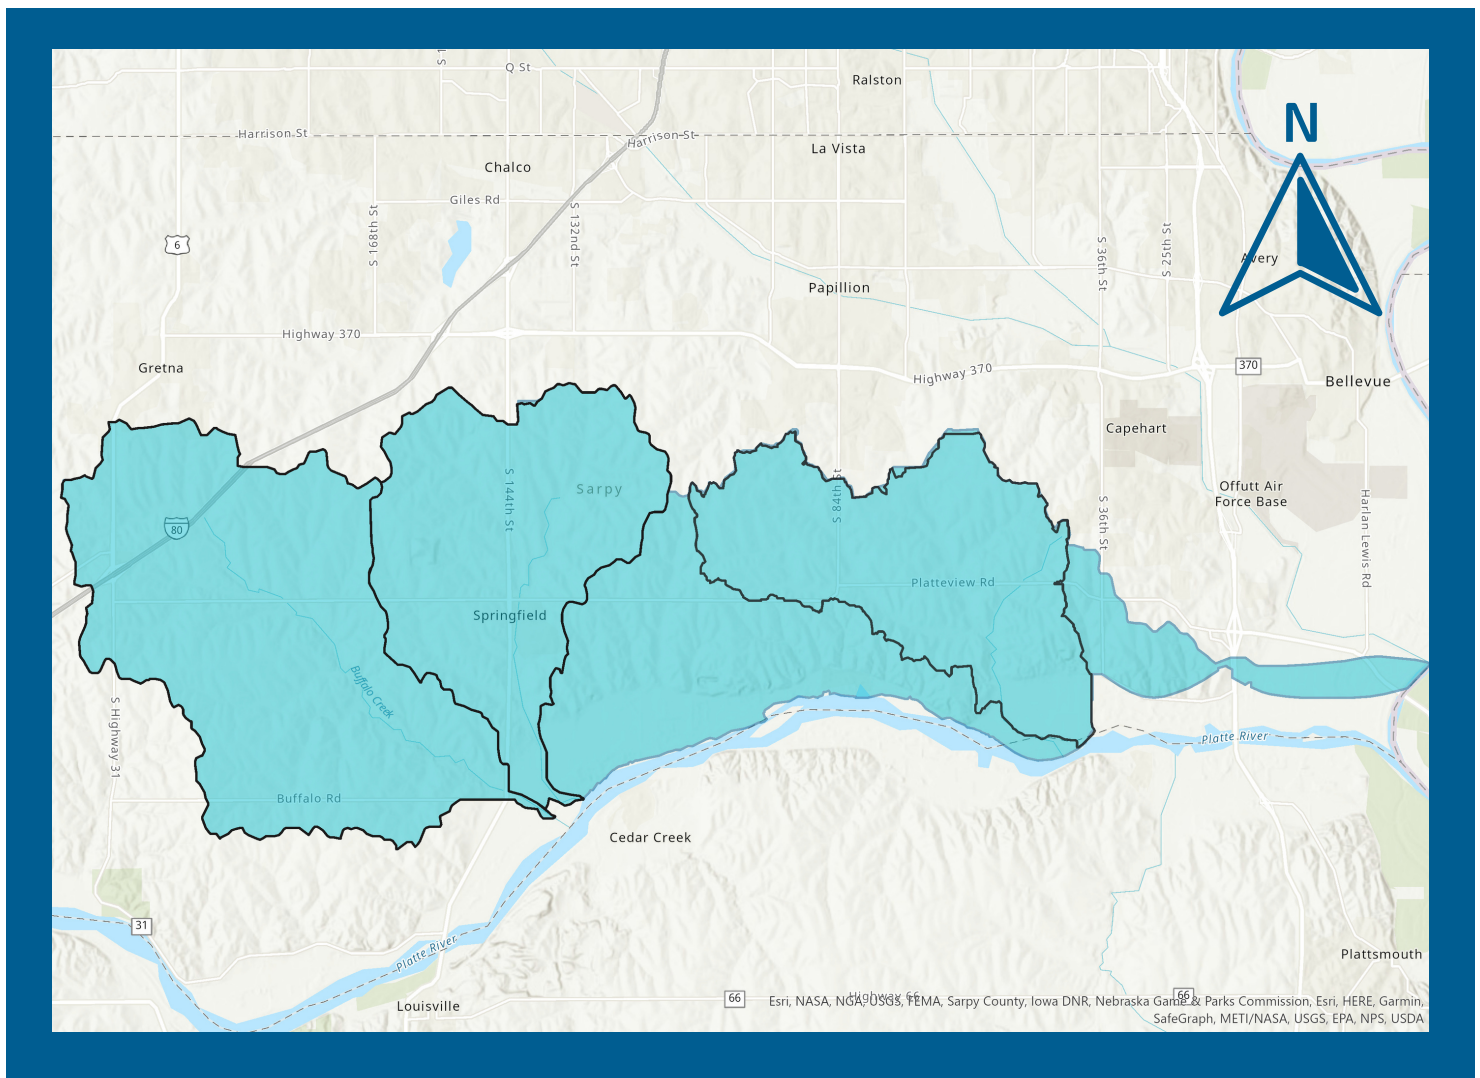 S 1
Q St
Ralston
N
Harrison St
Harrison St
La Vista
Chalco
Giles Rd
S 168th St
S 132nd St
6
S 36th St
S 25th St
Avery
Papillion
Highway 370
Gretna
Highway 370
370
Bellevue
Capehart
Sarpy
S 144th St
S 84th St
Offutt Air
Force Base
S 36th St
Harlan Lewis Rd
80
Platteview Rd
Springfield
Buffalo Creek
S Highway 31
Platte River
Buffalo Rd
Cedar Creek
31
Platte River
Plattsmouth
Louisville
66
Highway 66
66
Esri, NASA, NGA, USGS, FEMA, Sarpy County, Iowa DNR, Nebraska Game & Parks Commission, Esri, HERE, Garmin,
SafeGraph, METI/NASA, USGS, EPA, NPS, USDA